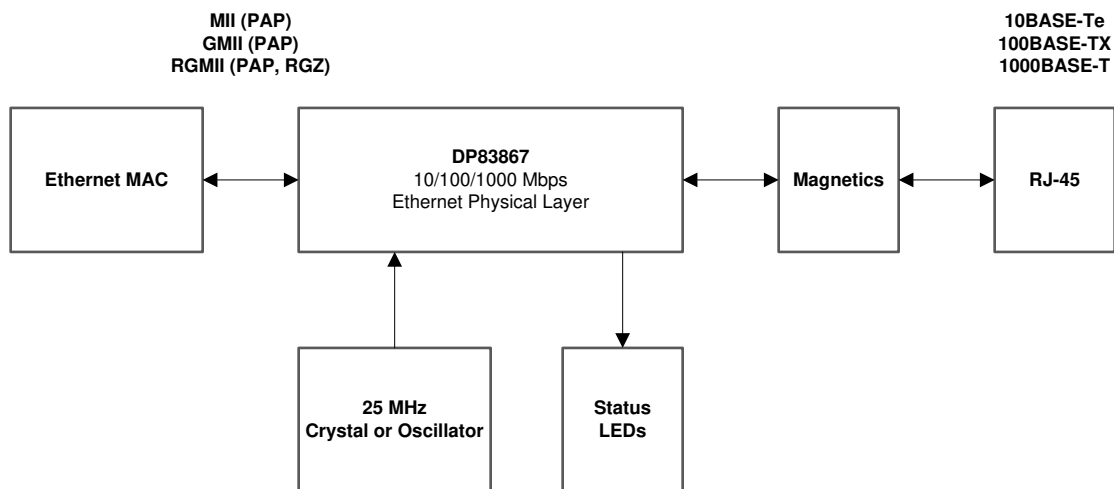 MII (PAP)
GMII (PAP)
RGMII (PAP, RGZ)
10BASE-Te
100BASE-TX
1000BASE-T
Ethernet MAC
DP83867
10/100/1000 Mbps
Ethernet Physical Layer
Magnetics
RJ-45
25 MHz
Crystal or Oscillator
Status
LEDs